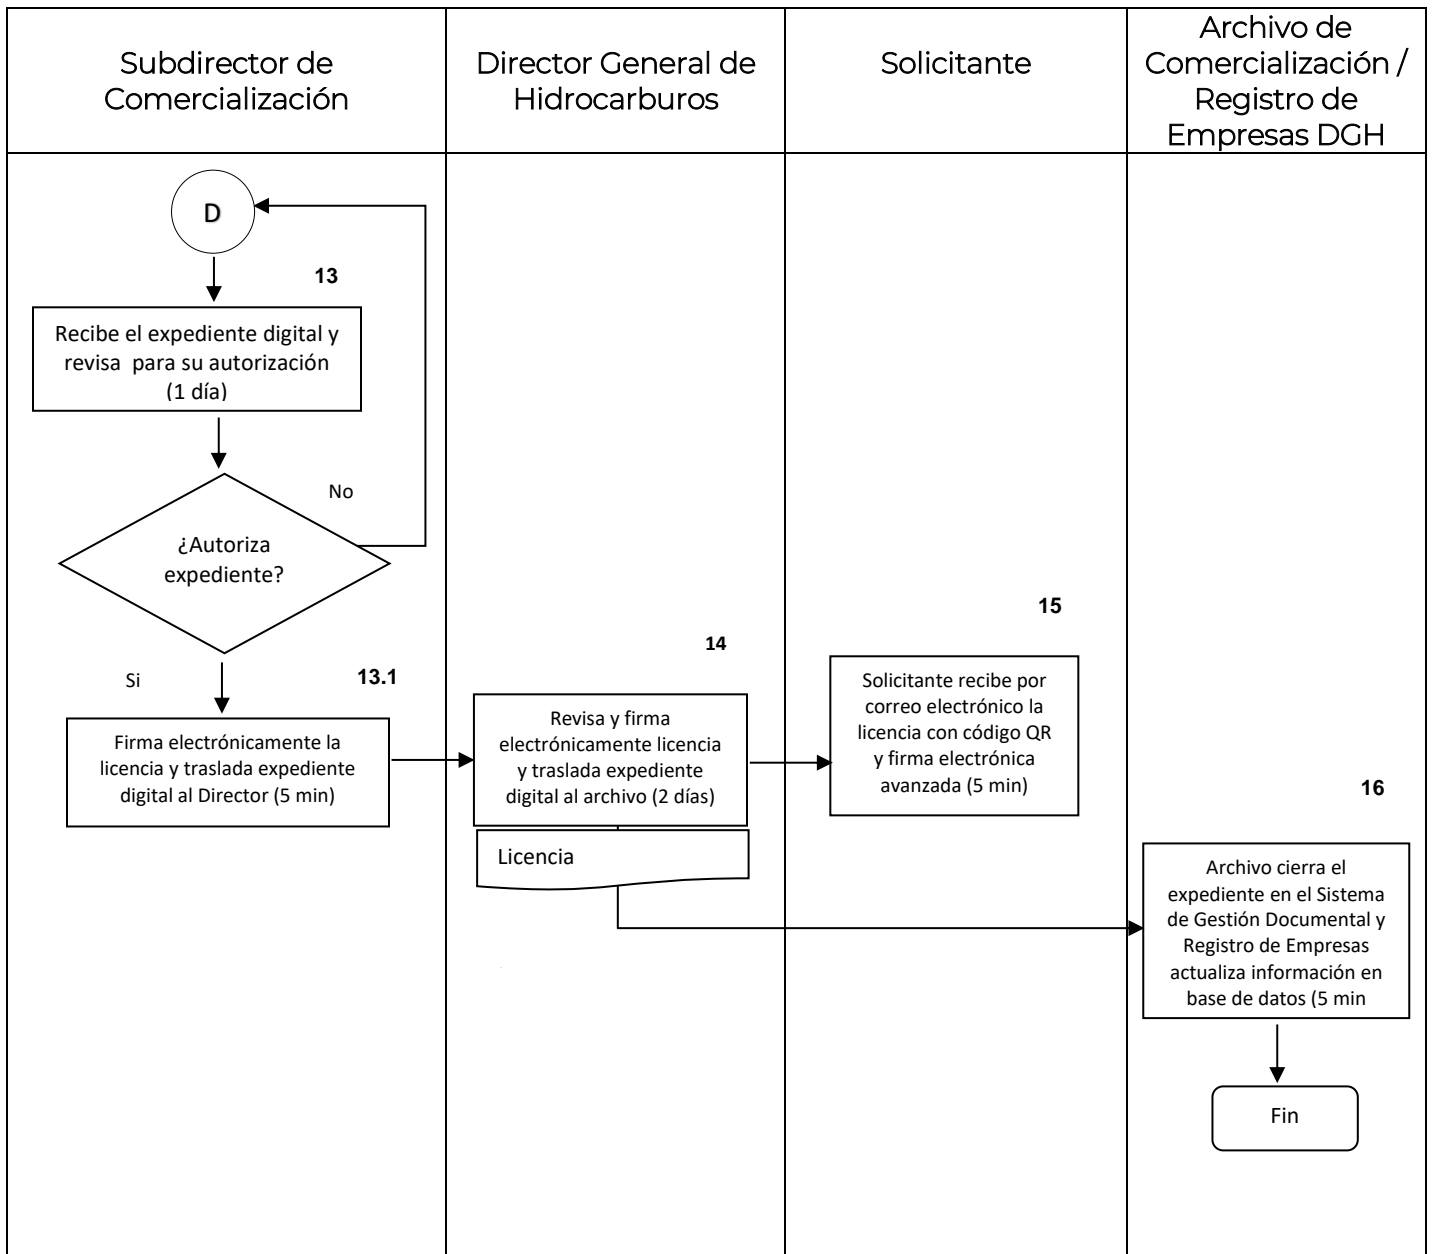 Subdirector de
Comercialización
Director General de
Hidrocarburos
Solicitante
Archivo de
Comercialización /
Registro de
Empresas DGH
D
13
Recibe el expediente digital y
revisa  para su autorización
(1 día)
No
¿Autoriza
expediente?
Si
13.1
Firma electrónicamente la
licencia y traslada expediente
digital al Director (5 min)
14
Revisa y firma
electrónicamente licencia
y traslada expediente
digital al archivo (2 días)
Licencia
15
Solicitante recibe por
correo electrónico la
licencia con código QR
y firma electrónica
avanzada (5 min)
16
Archivo cierra el
expediente en el Sistema
de Gestión Documental y
Registro de Empresas
actualiza información en
base de datos (5 min
Fin